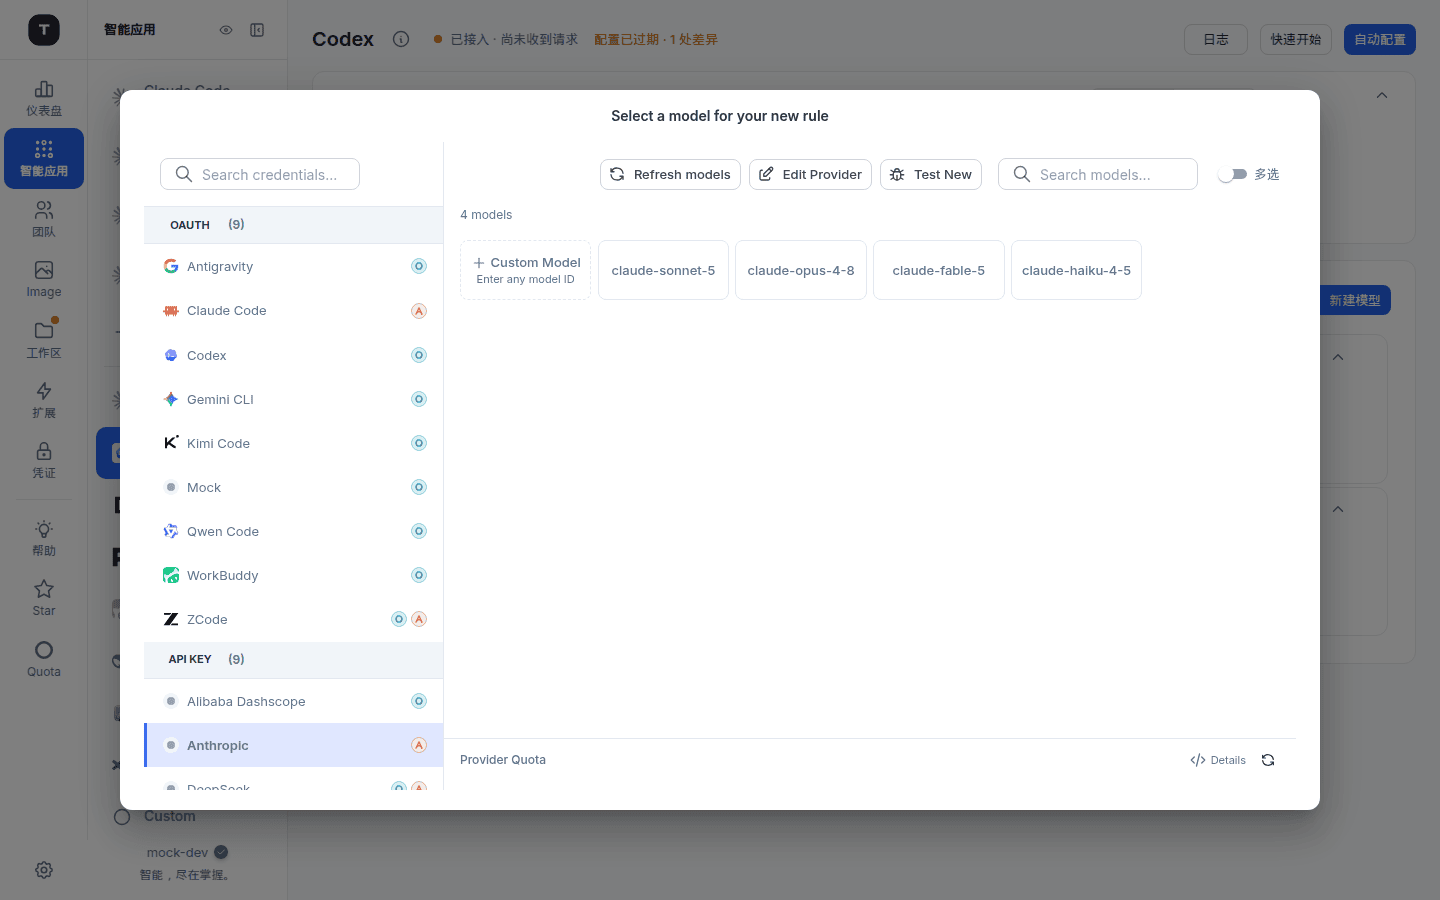 T
智能应用
Codex
已接入 · 尚未收到请求
配置已过期 · 1 处差异
日志
快速开始
自动配置
仪表盘
智能应用
团队
Image
工作区
扩展
凭证
帮助
Star
Quota
新建模型
Custom
mock-dev
智能，尽在掌握。
Select a model for your new rule
Search credentials...
OAUTH (9)
Antigravity O
Claude Code A
Codex O
Gemini CLI O
Kimi Code O
Mock O
Qwen Code O
WorkBuddy O
ZCode O A
API KEY (9)
Alibaba Dashscope O
Anthropic A
DeepSeek O A
Refresh models
Edit Provider
Test New
Search models...
多选
4 models
+ Custom Model
Enter any model ID
claude-sonnet-5
claude-opus-4-8
claude-fable-5
claude-haiku-4-5
Provider Quota
</> Details